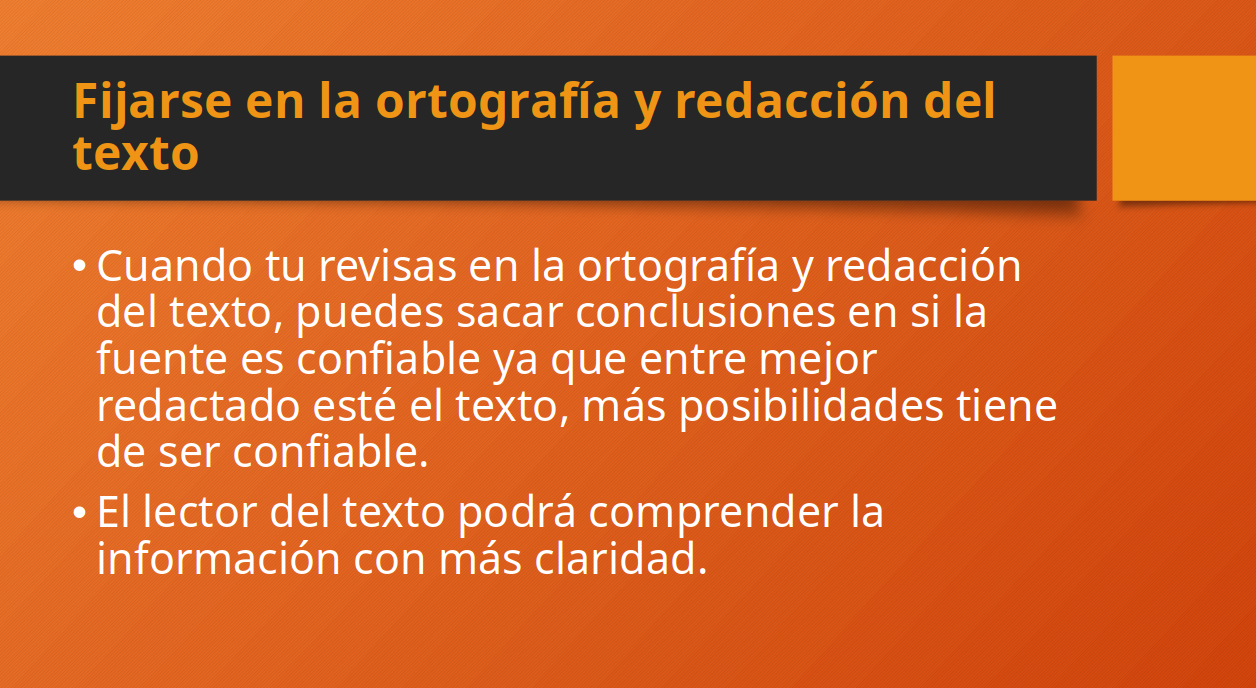 Fijarse en la ortografía y redacción del
texto
• Cuando tu revisas en la ortografía y redacción
del texto, puedes sacar conclusiones en si la
fuente es confiable ya que entre mejor
redactado esté el texto, más posibilidades tiene
de ser confiable.
• El lector del texto podrá comprender la
información con más claridad.